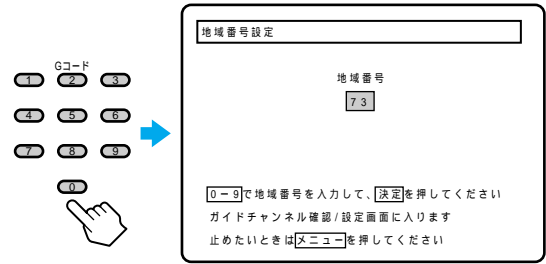 Gコード
1 2 3
4 5 6
7 8 9
0
地域番号設定
地域番号
73
0－9で地域番号を入力して、決定を押してください
ガイドチャンネル確認/設定画面に入ります
止めたいときはメニューを押してください